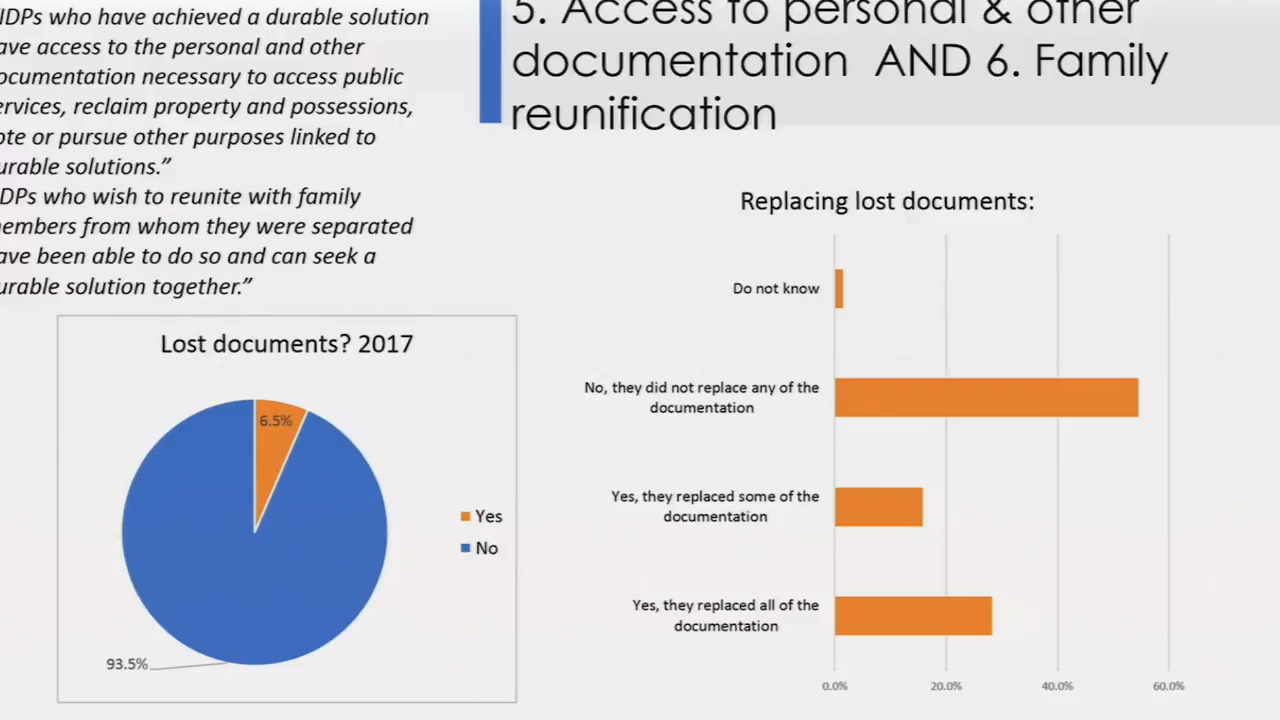 IDPs who have achieved a durable solution
ave access to the personal and other
ocumentation necessary to access public
ervices, reclaim property and possessions,
ote or pursue other purposes linked to
urable solutions.”
DPs who wish to reunite with family
embers from whom they were separated
ave been able to do so and can seek a
urable solution together.”
5. Access to personal & other
documentation AND 6. Family
reunification
Lost documents? 2017
6.5%
93.5%
Yes
No
Replacing lost documents:
Do not know
No, they did not replace any of the
documentation
Yes, they replaced some of the
documentation
Yes, they replaced all of the
documentation
0.0%
20.0%
40.0%
60.0%